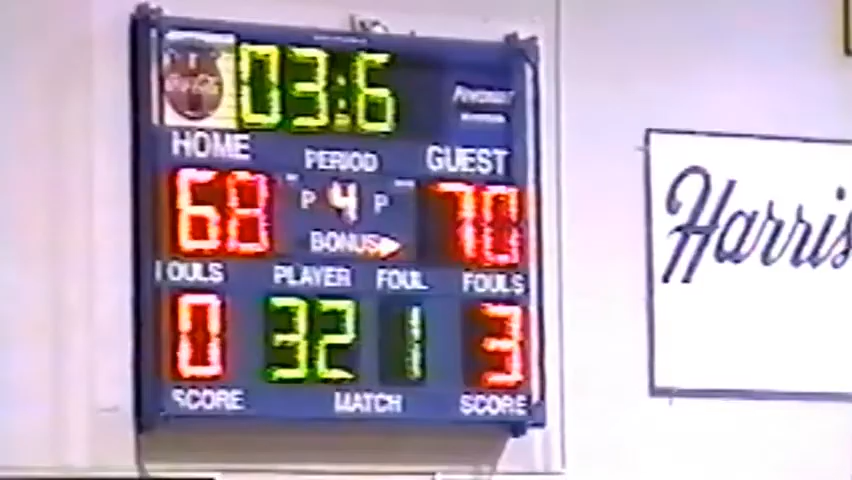 03:6
HOME PERIOD GUEST
68 P 4 P 70
BONUS
FOULS PLAYER FOUL FOULS
0 32 1 3
SCORE MATCH SCORE
Harris